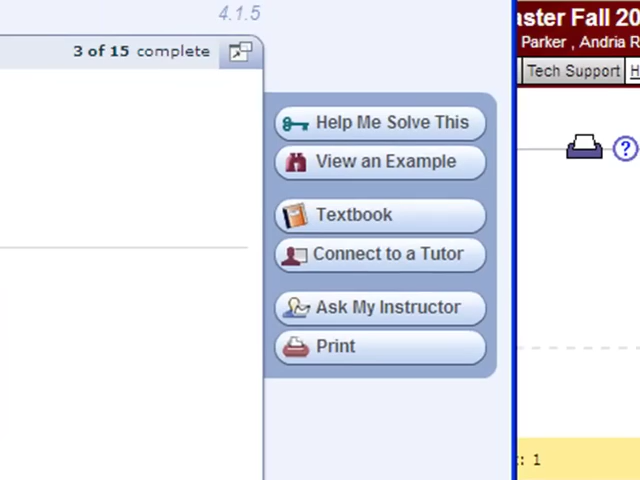 4.1.5
3 of 15 complete
Help Me Solve This
View an Example
Textbook
Connect to a Tutor
Ask My Instructor
Print
aster Fall 20
Parker , Andria R
Tech Support
H
?
: 1